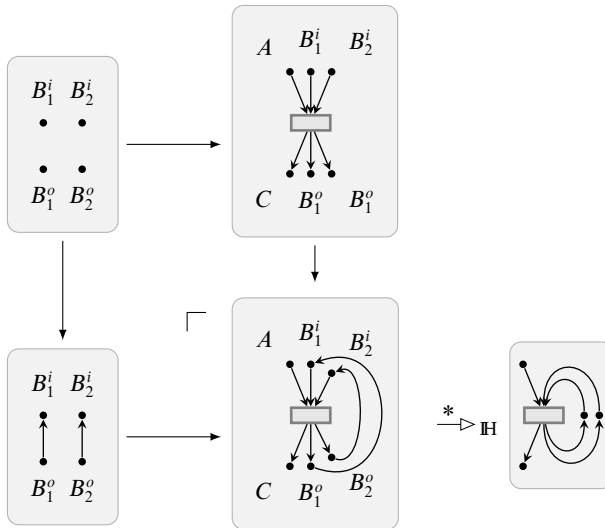 A B₁ⁱ B₂ⁱ
B₁ⁱ B₂ⁱ
B₁ᵒ B₂ᵒ
C B₁ᵒ B₁ᵒ
A B₁ⁱ B₂ⁱ
B₁ⁱ B₂ⁱ
* ℍ
B₁ᵒ B₂ᵒ
C B₁ᵒ B₂ᵒ